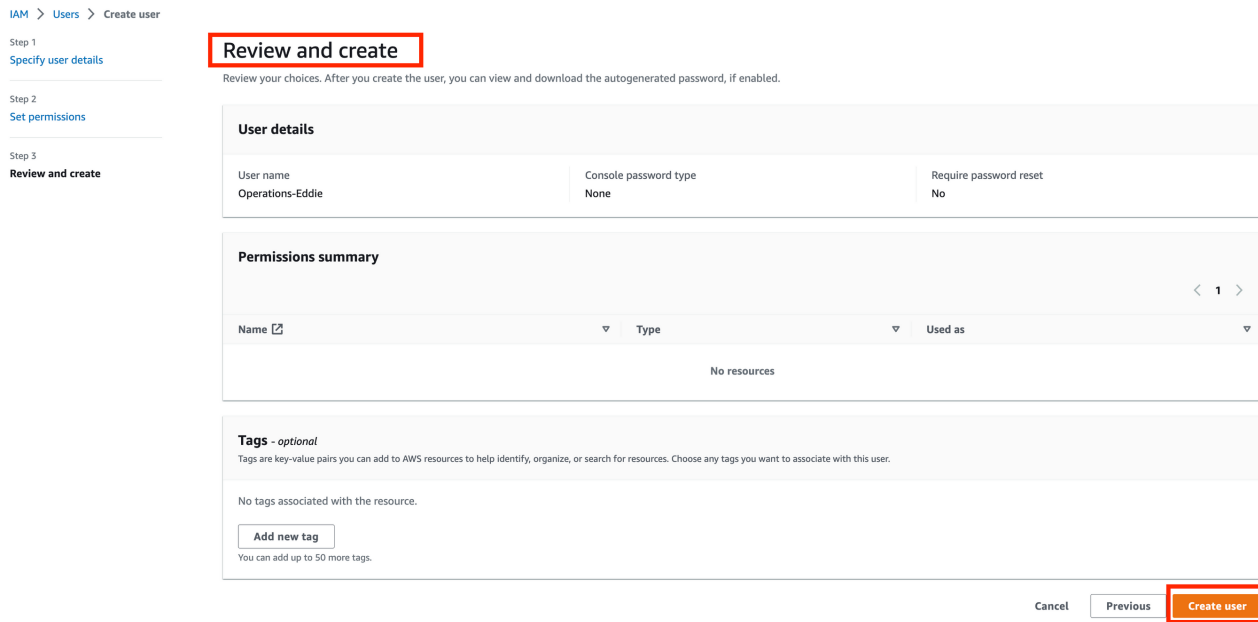 IAM > Users > Create user
Step 1
Specify user details
Step 2
Set permissions
Step 3
Review and create
Review and create
Review your choices. After you create the user, you can view and download the autogenerated password, if enabled.
User details
User name
Operations-Eddie
Console password type
None
Require password reset
No
Permissions summary
< 1 >
Name Type Used as
No resources
Tags - optional
Tags are key-value pairs you can add to AWS resources to help identify, organize, or search for resources. Choose any tags you want to associate with this user.
No tags associated with the resource.
Add new tag
You can add up to 50 more tags.
Cancel Previous Create user